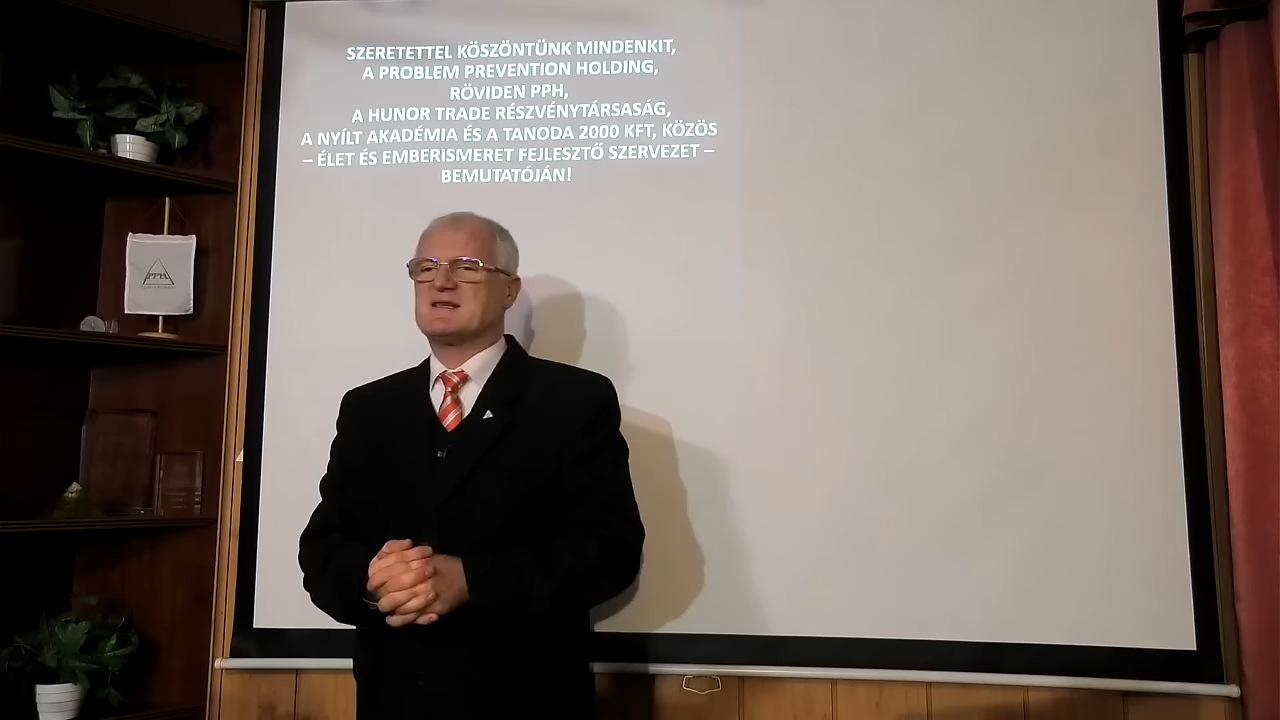 SZERETETTEL KÖSZÖNTÜNK MINDENKIT,
A PROBLEM PREVENTION HOLDING,
RÖVIDEN PPH,
A HUNOR TRADE RÉSZVÉNYTÁRSASÁG,
A NYÍLT AKADÉMIA ÉS A TANODA 2000 KFT, KÖZÖS
– ÉLET ÉS EMBERISMERET FEJLESZTŐ SZERVEZET –
BEMUTATÓJÁN!